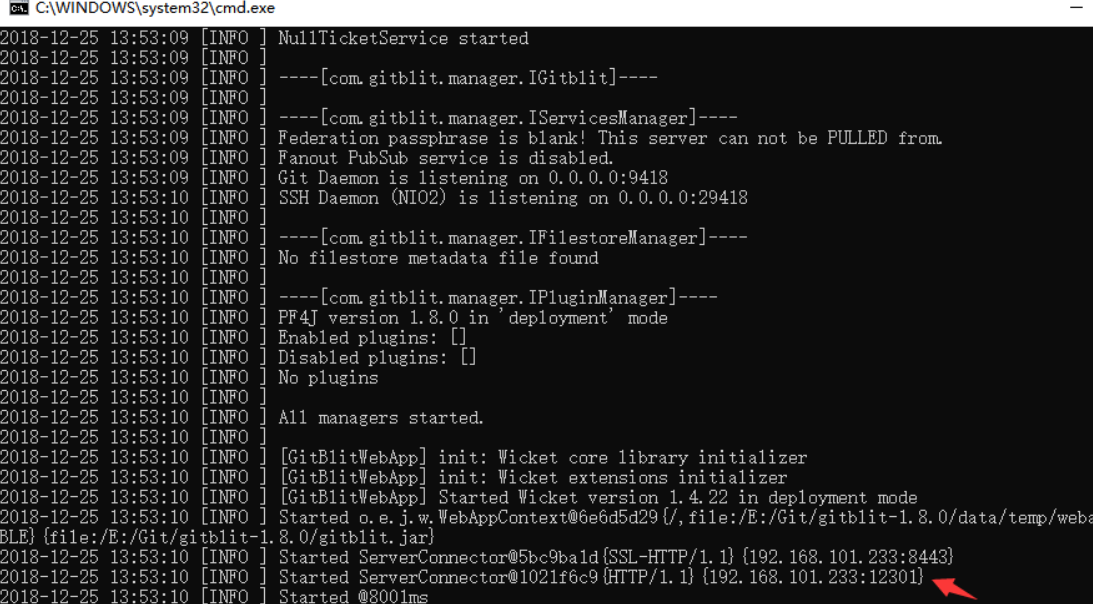 C:\WINDOWS\system32\cmd.exe
2018-12-25 13:53:09 [INFO ] NullTicketService started
2018-12-25 13:53:09 [INFO ]
2018-12-25 13:53:09 [INFO ] ----[com.gitblit.manager.IGitblit]----
2018-12-25 13:53:09 [INFO ]
2018-12-25 13:53:09 [INFO ] ----[com.gitblit.manager.IServicesManager]----
2018-12-25 13:53:09 [INFO ] Federation passphrase is blank! This server can not be PULLED from.
2018-12-25 13:53:09 [INFO ] Fanout PubSub service is disabled.
2018-12-25 13:53:09 [INFO ] Git Daemon is listening on 0.0.0.0:9418
2018-12-25 13:53:09 [INFO ] SSH Daemon (NIO2) is listening on 0.0.0.0:29418
2018-12-25 13:53:09 [INFO ]
2018-12-25 13:53:10 [INFO ] ----[com.gitblit.manager.IFilestoreManager]----
2018-12-25 13:53:10 [INFO ] No filestore metadata file found
2018-12-25 13:53:10 [INFO ]
2018-12-25 13:53:10 [INFO ] ----[com.gitblit.manager.IPluginManager]----
2018-12-25 13:53:10 [INFO ] PF4J version 1.8.0 in 'deployment' mode
2018-12-25 13:53:10 [INFO ] Enabled plugins: []
2018-12-25 13:53:10 [INFO ] Disabled plugins: []
2018-12-25 13:53:10 [INFO ] No plugins
2018-12-25 13:53:10 [INFO ]
2018-12-25 13:53:10 [INFO ] All managers started.
2018-12-25 13:53:10 [INFO ]
2018-12-25 13:53:10 [INFO ] [GitBlitWebApp] init: Wicket core library initializer
2018-12-25 13:53:10 [INFO ] [GitBlitWebApp] init: Wicket extensions initializer
2018-12-25 13:53:10 [INFO ] [GitBlitWebApp] Started Wicket version 1.4.22 in deployment mode
2018-12-25 13:53:10 [INFO ] Started o.e.j.w.WebAppContext@6e6d5d29{/,file:/E:/Git/gitblit-1.8.0/data/temp/weba
BLE}{file:/E:/Git/gitblit-1.8.0/gitblit.jar}
2018-12-25 13:53:10 [INFO ] Started ServerConnector@5bc9ba1d{SSL-HTTP/1.1}{192.168.101.233:8443}
2018-12-25 13:53:10 [INFO ] Started ServerConnector@1021f6c9{HTTP/1.1}{192.168.101.233:12301}
2018-12-25 13:53:10 [INFO ] Started @8001ms